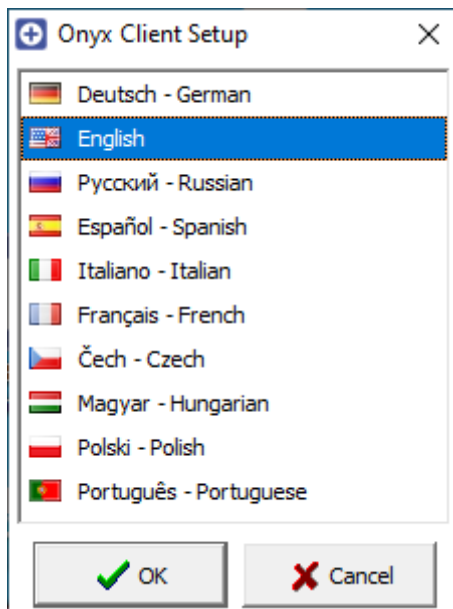 Onyx Client Setup
Deutsch - German
English
Русский - Russian
Español - Spanish
Italiano - Italian
Français - French
Čech - Czech
Magyar - Hungarian
Polski - Polish
Português - Portuguese
OK
Cancel